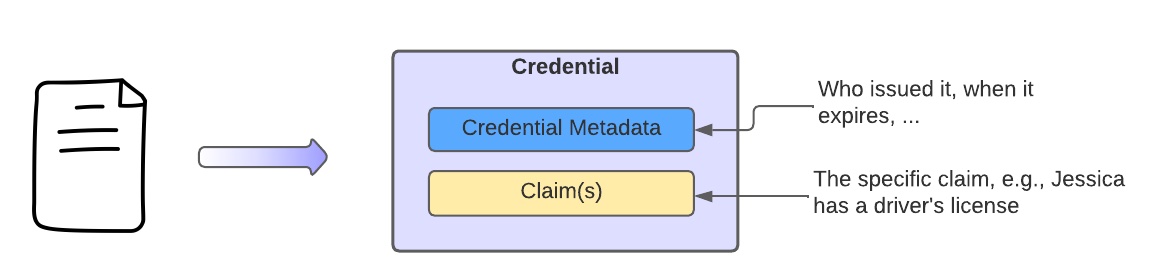 Credential
Credential Metadata
Who issued it, when it
expires, ...
Claim(s)
The specific claim, e.g., Jessica
has a driver's license